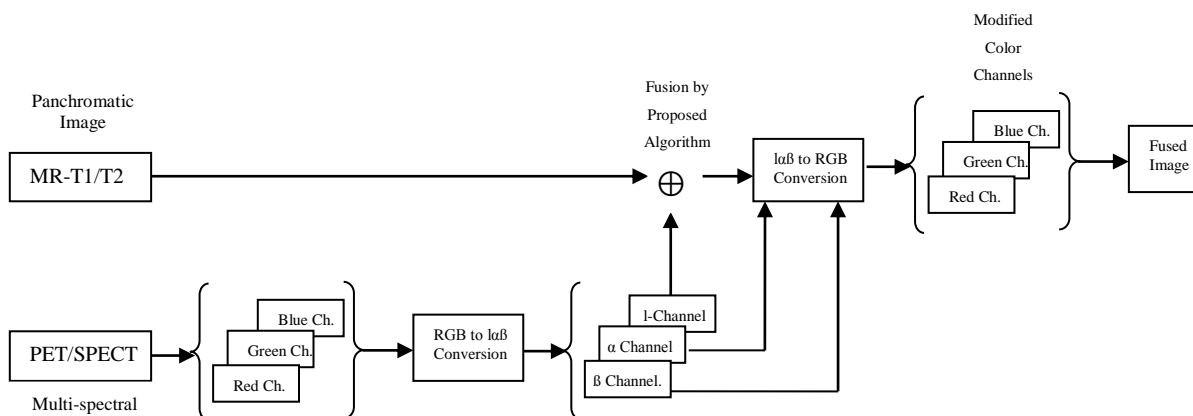 Panchromatic
Image
MR-T1/T2
Fusion by
Proposed
Algorithm
lαß to RGB
Conversion
Modified
Color
Channels
Blue Ch.
Green Ch.
Red Ch.
Fused
Image
PET/SPECT
Multi-spectral
Blue Ch.
Green Ch.
Red Ch.
RGB to lαß
Conversion
l-Channel
α Channel
ß Channel.